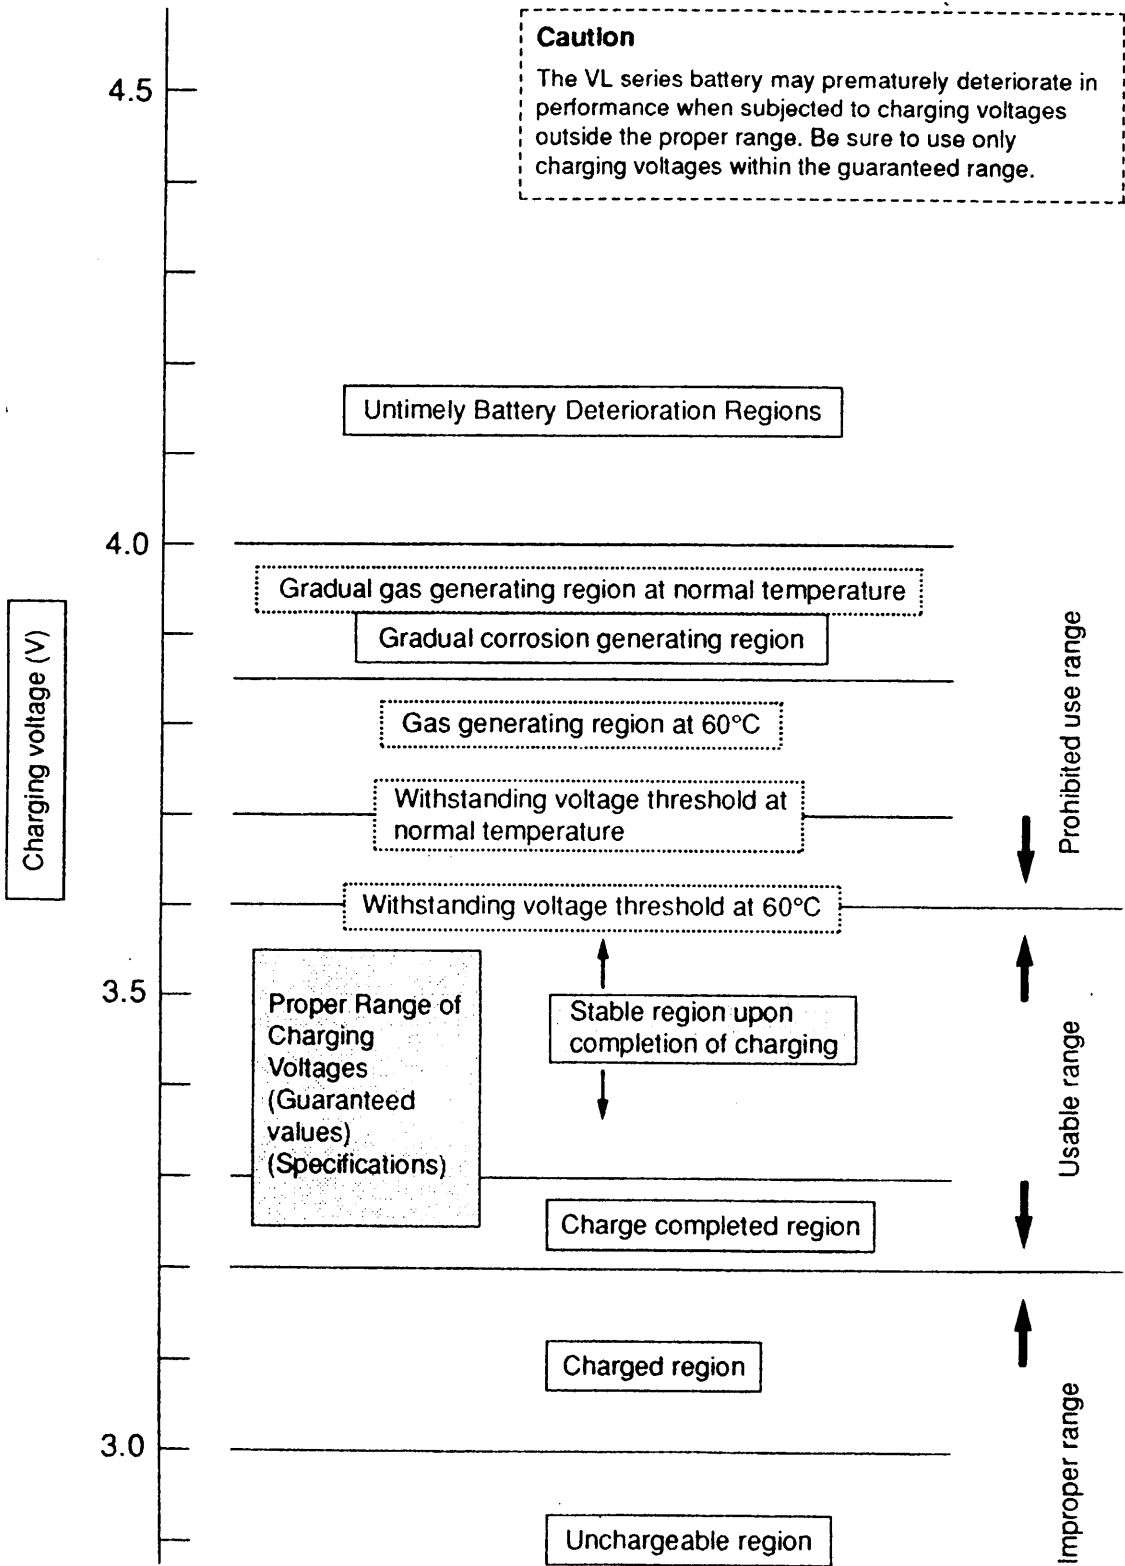 Caution
The VL series battery may prematurely deteriorate in
performance when subjected to charging voltages
outside the proper range. Be sure to use only
charging voltages within the guaranteed range.
4.5
Untimely Battery Deterioration Regions
4.0
Gradual gas generating region at normal temperature
Gradual corrosion generating region
Gas generating region at 60°C
Withstanding voltage threshold at
normal temperature
Prohibited use range
Charging voltage (V)
Withstanding voltage threshold at 60°C
3.5
Proper Range of
Charging
Voltages
(Guaranteed
values)
(Specifications)
Stable region upon
completion of charging
Usable range
Charge completed region
Charged region
3.0
Improper range
Unchargeable region